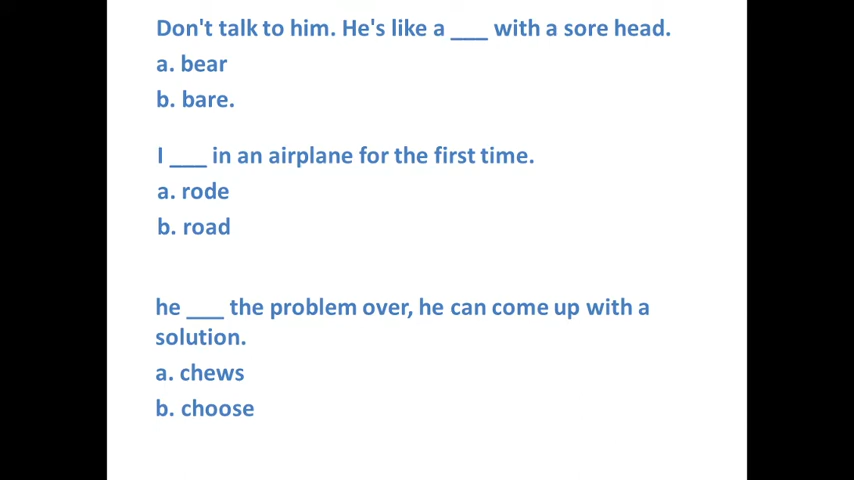 Don't talk to him. He's like a ___ with a sore head.
a. bear
b. bare.
I ___ in an airplane for the first time.
a. rode
b. road
he ___ the problem over, he can come up with a
solution.
a. chews
b. choose